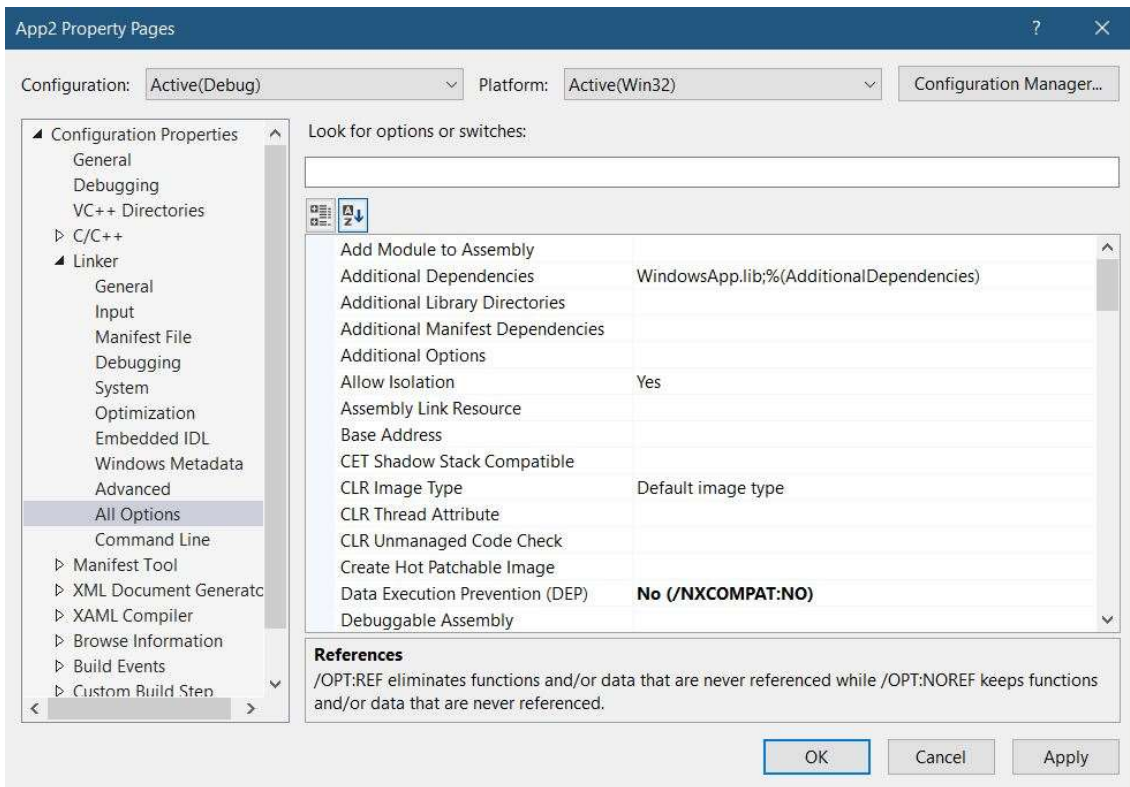 App2 Property Pages
?
Configuration: Active(Debug) Platform: Active(Win32) Configuration Manager...
Configuration Properties
General
Debugging
VC++ Directories
C/C++
Linker
General
Input
Manifest File
Debugging
System
Optimization
Embedded IDL
Windows Metadata
Advanced
All Options
Command Line
Manifest Tool
XML Document Generatc
XAML Compiler
Browse Information
Build Events
Custom Build Step
Look for options or switches:
Add Module to Assembly
Additional Dependencies WindowsApp.lib;%(AdditionalDependencies)
Additional Library Directories
Additional Manifest Dependencies
Additional Options
Allow Isolation Yes
Assembly Link Resource
Base Address
CET Shadow Stack Compatible
CLR Image Type Default image type
CLR Thread Attribute
CLR Unmanaged Code Check
Create Hot Patchable Image
Data Execution Prevention (DEP) No (/NXCOMPAT:NO)
Debuggable Assembly
References
/OPT:REF eliminates functions and/or data that are never referenced while /OPT:NOREF keeps functions
and/or data that are never referenced.
OK Cancel Apply